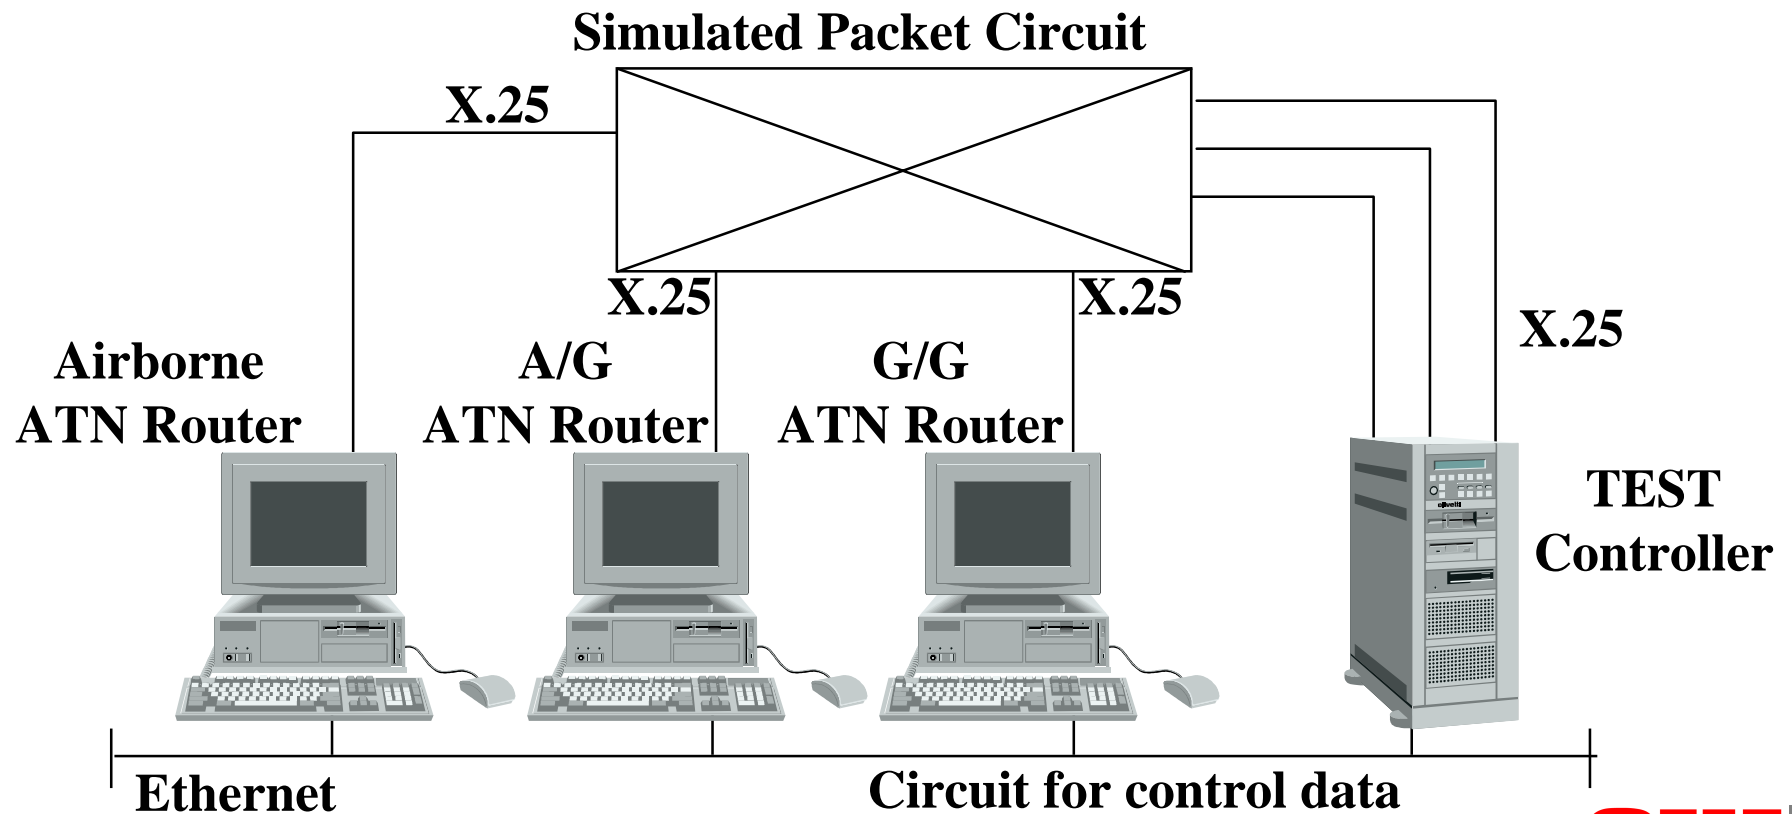 Simulated Packet Circuit
X.25
X.25
X.25
X.25
Airborne
ATN Router
A/G
ATN Router
G/G
ATN Router
TEST
Controller
olivetti
Ethernet
Circuit for control data